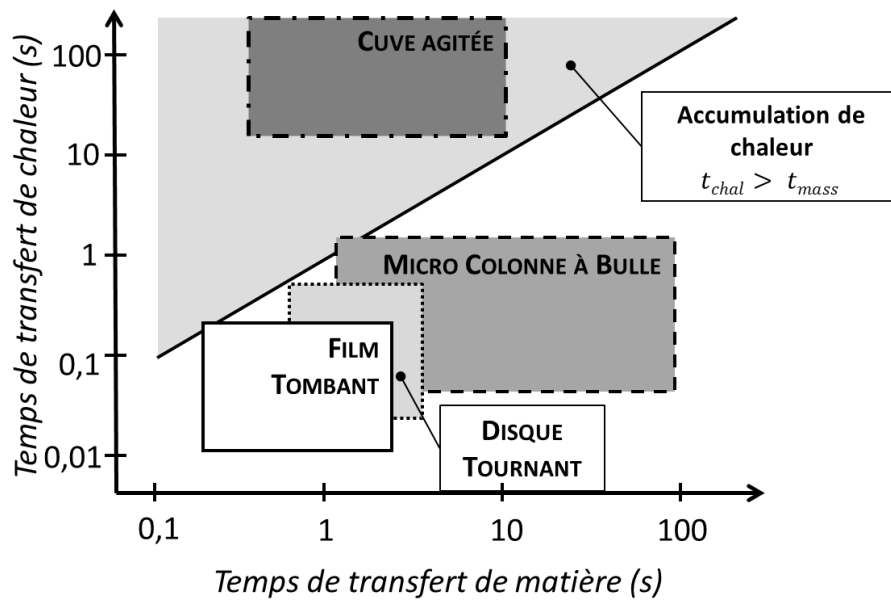 Temps de transfert de chaleur (s)
100
10
1
0,1
0,01
CUVE AGITÉE
Accumulation de
chaleur
t_chal > t_mass
MICRO COLONNE À BULLE
FILM
TOMBANT
DISQUE
TOURNANT
0,1
1
10
100
Temps de transfert de matière (s)